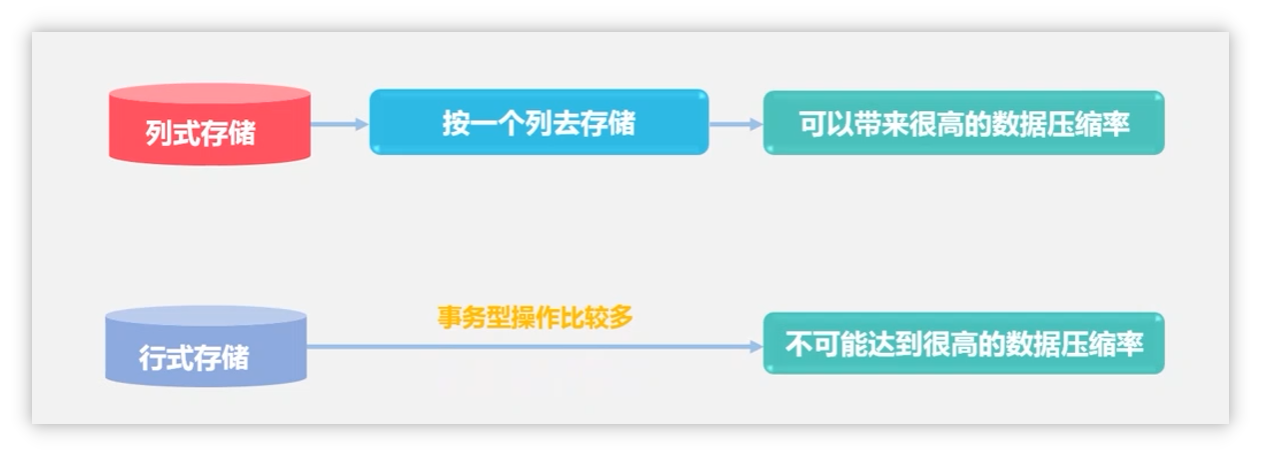 列式存储
按一个列去存储
可以带来很高的数据压缩率
事务型操作比较多
行式存储
不可能达到很高的数据压缩率